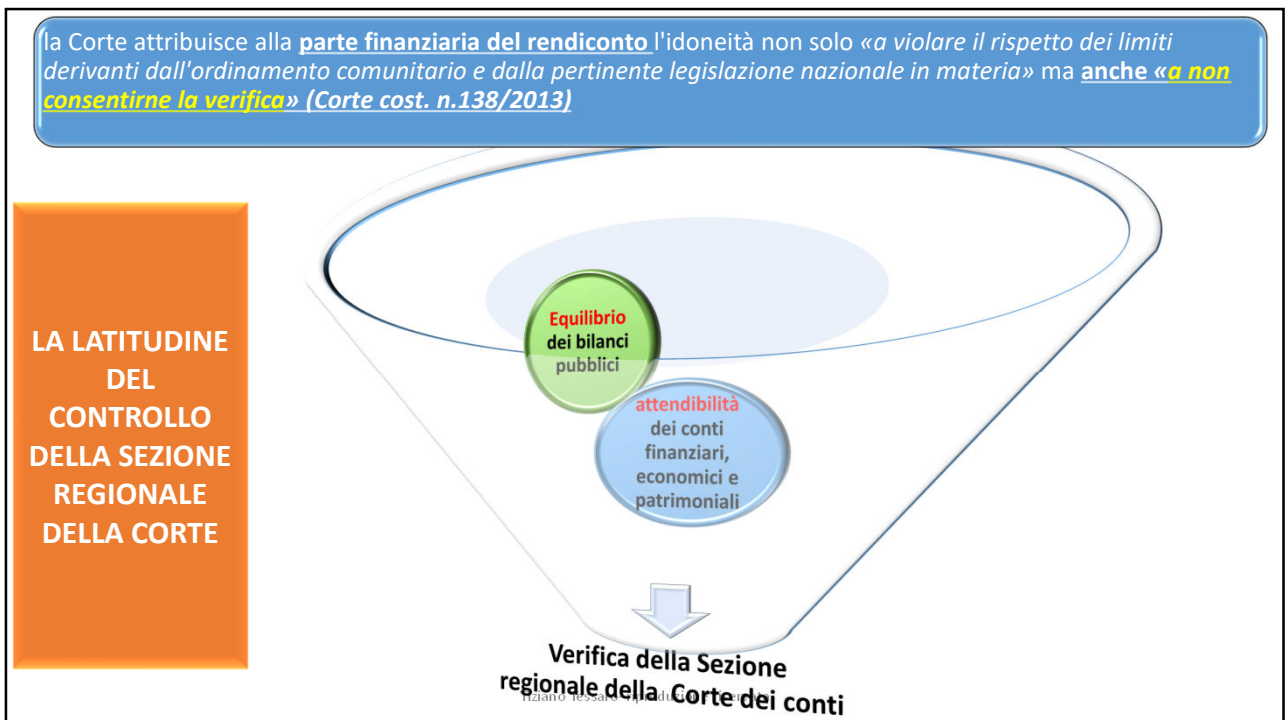 la Corte attribuisce alla parte finanziaria del rendiconto l'idoneità non solo «a violare il rispetto dei limiti
derivanti dall'ordinamento comunitario e dalla pertinente legislazione nazionale in materia» ma anche «a non
consentirne la verifica» (Corte cost. n.138/2013)
LA LATITUDINE
DEL
CONTROLLO
DELLA SEZIONE
REGIONALE
DELLA CORTE
Equilibrio
dei bilanci
pubblici
attendibilità
dei conti
finanziari,
economici e
patrimoniali
Verifica della Sezione
regionale della Corte dei conti